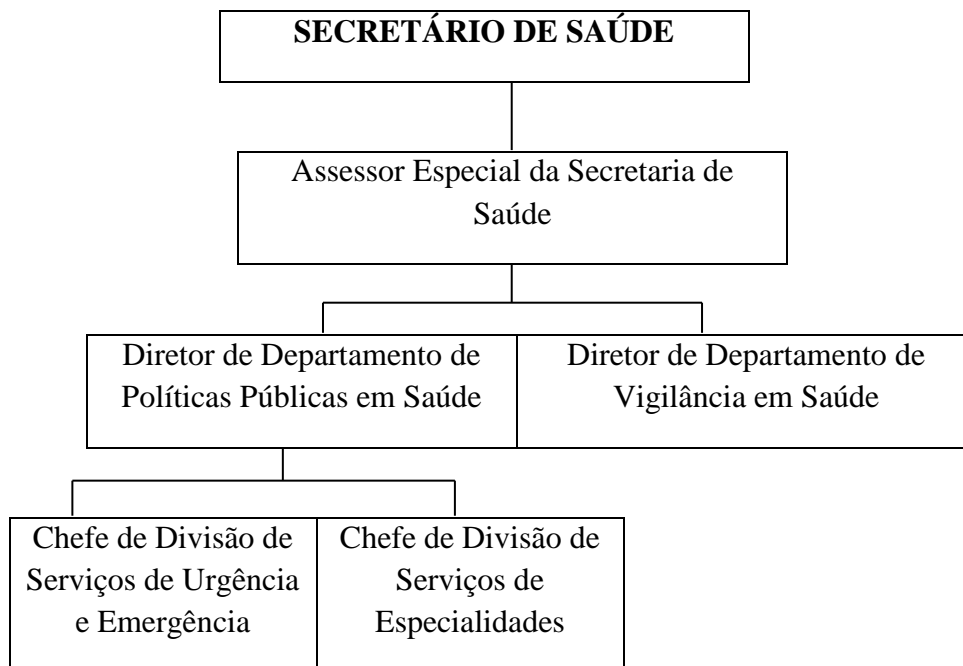 SECRETÁRIO DE SAÚDE
Assessor Especial da Secretaria de
Saúde
Diretor de Departamento de
Políticas Públicas em Saúde
Diretor de Departamento de
Vigilância em Saúde
Chefe de Divisão de
Serviços de Urgência
e Emergência
Chefe de Divisão de
Serviços de
Especialidades